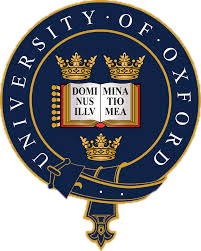 UNIVERSITY · OF · OXFORD
DOMI MINA
NUS TIO
ILLV MEA